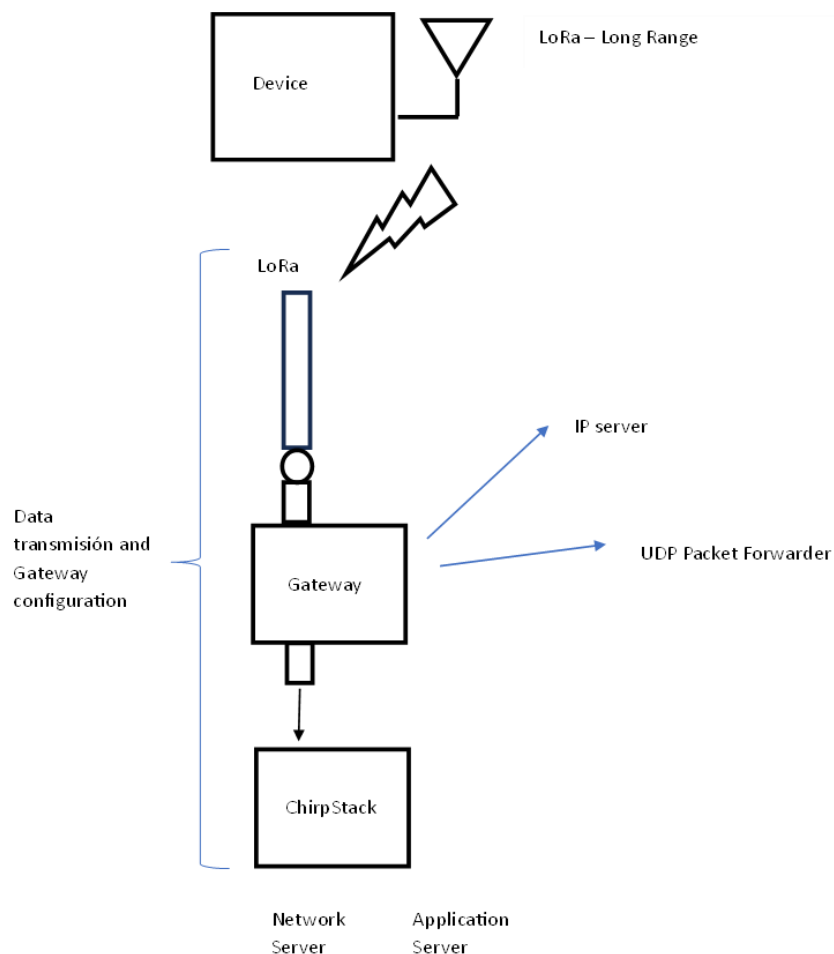 LoRa – Long Range
Device
LoRa
IP server
Data
transmisión and
Gateway
configuration
UDP Packet Forwarder
Gateway
ChirpStack
Network
Server
Application
Server